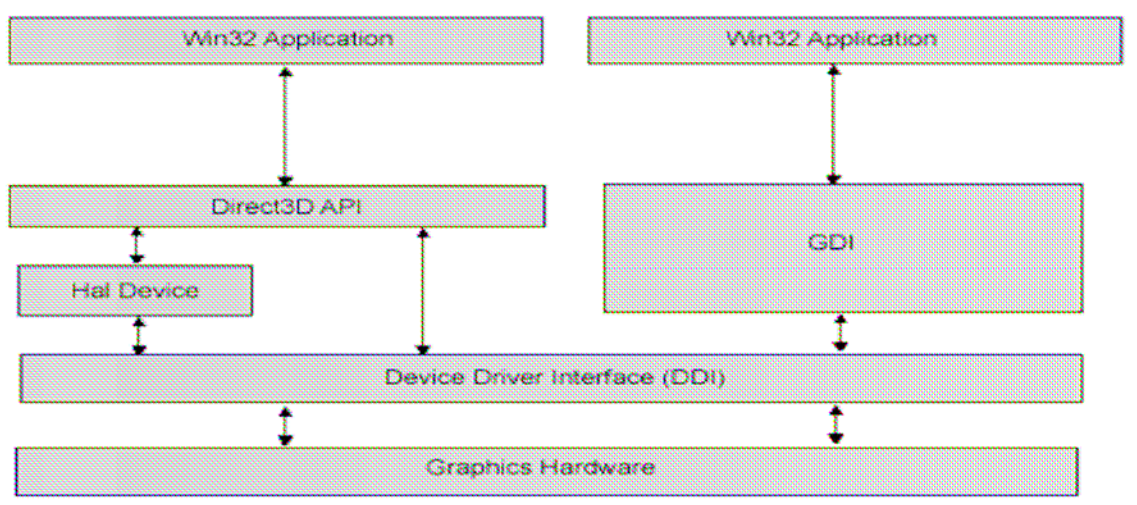 Win32 Application
Win32 Application
Direct3D API
GDI
Hal Device
Device Driver Interface (DDI)
Graphics Hardware